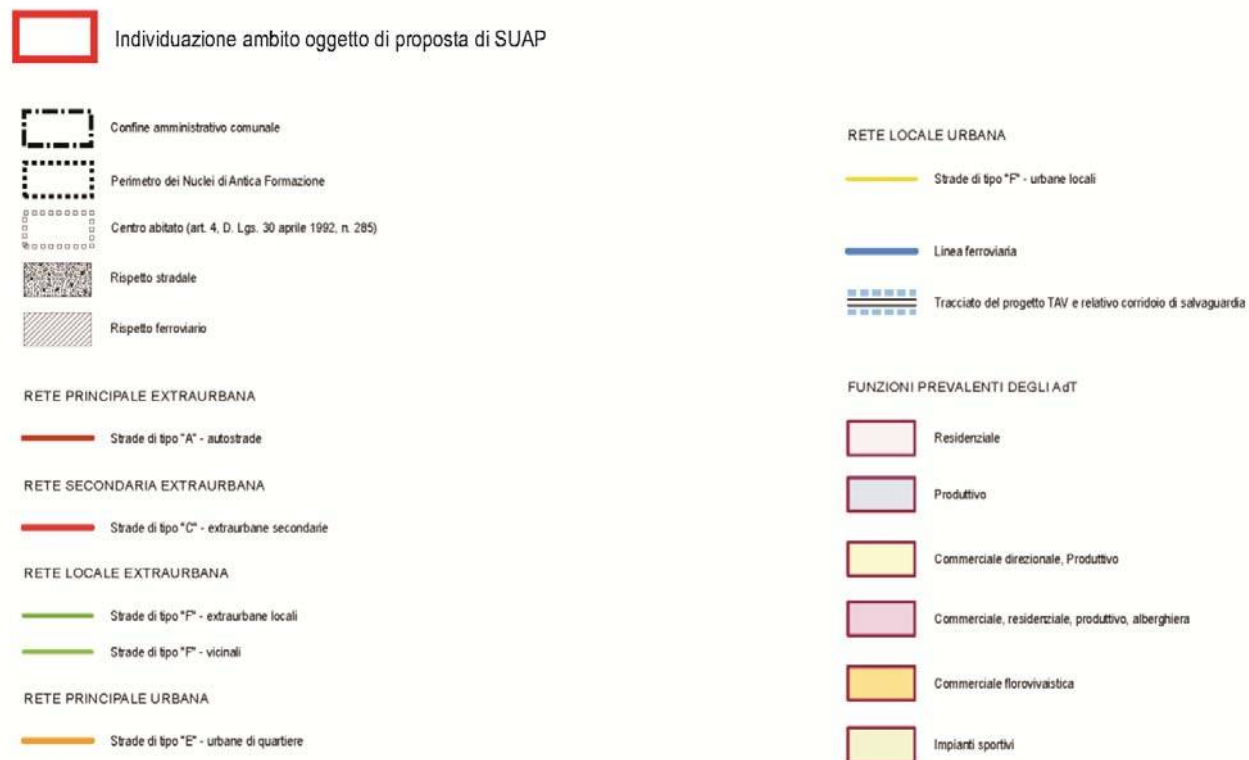 Individuazione ambito oggetto di proposta di SUAP
Confine amministrativo comunale
Perimetro dei Nuclei di Antica Formazione
Centro abitato (art. 4, D. Lgs. 30 aprile 1992, n. 285)
Rispetto stradale
Rispetto ferroviario
RETE PRINCIPALE EXTRAURBANA
Strade di tipo "A" - autostrade
RETE SECONDARIA EXTRAURBANA
Strade di tipo "C" - extraurbane secondarie
RETE LOCALE EXTRAURBANA
Strade di tipo "F" - extraurbane locali
Strade di tipo "F" - vicinali
RETE PRINCIPALE URBANA
Strade di tipo "E" - urbane di quartiere
RETE LOCALE URBANA
Strade di tipo "F" - urbane locali
Linea ferroviaria
Tracciato del progetto TAV e relativo corridoio di salvaguardia
FUNZIONI PREVALENTI DEGLI AdT
Residenziale
Produttivo
Commerciale direzionale, Produttivo
Commerciale, residenziale, produttivo, alberghiera
Commerciale florovivaistica
Impianti sportivi